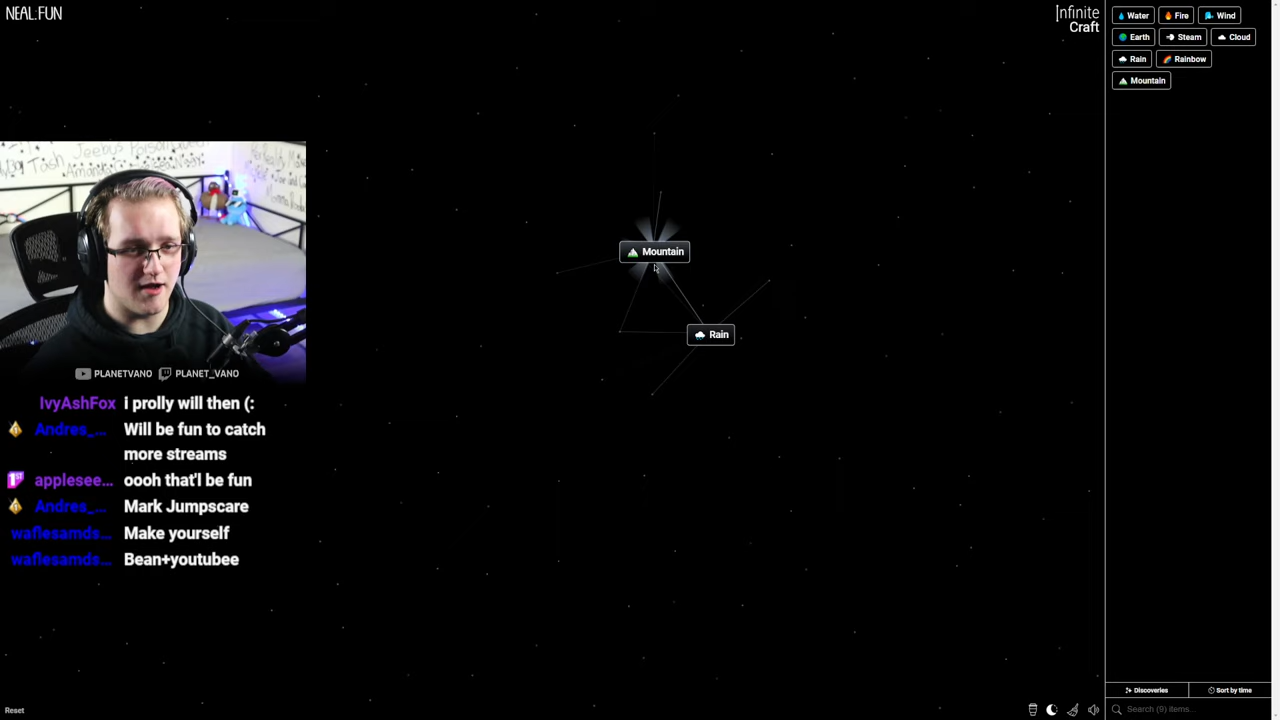 NEAL.FUN
Infinite
Craft
Water
Fire
Wind
Earth
Steam
Cloud
Rain
Rainbow
Mountain
Mountain
Rain
PLANETVANO PLANET_VANO
IvyAshFox i prolly will then (:
Andres_... Will be fun to catch
more streams
1ST applesee... oooh that'll be fun
Andres_... Mark Jumpscare
waflesamds... Make yourself
waflesamds... Bean+youtubee
Reset
Discoveries
Sort by time
Search (9) items...